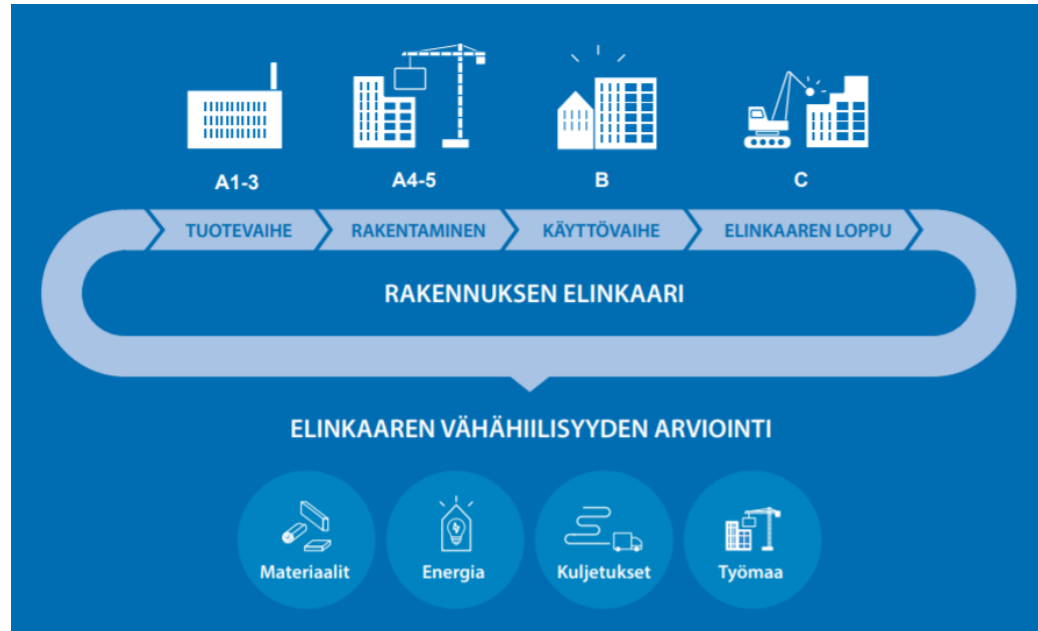 A1-3
A4-5
B
C
TUOTEVAIHE
RAKENTAMINEN
KÄYTTÖVAIHE
ELINKAAREN LOPPU
RAKENNUKSEN ELINKAARI
ELINKAAREN VÄHÄHIILISYYDEN ARVIOINTI
Materiaalit
Energia
Kuljetukset
Työmaa